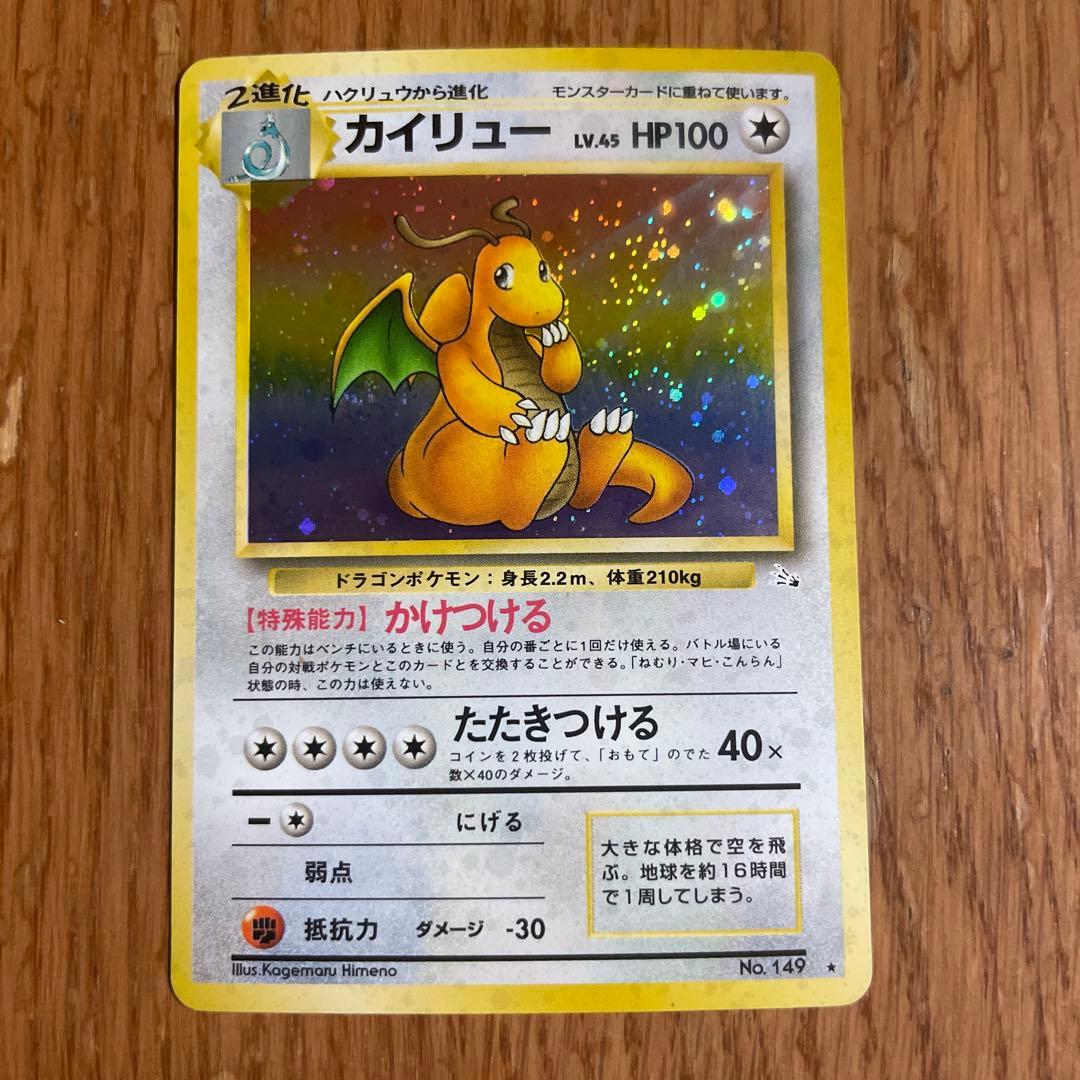 2進化 ハクリュウから進化 モンスターカードに重ねて使います。
カイリュー LV.45 HP100
ドラゴンポケモン：身長2.2m、体重210kg
【特殊能力】かけつける
この能力はベンチにいるときに使う。自分の番ごとに1回だけ使える。バトル場にいる
自分の対戦ポケモンとこのカードとを交換することができる。「ねむり・マヒ・こんらん」
状態の時、この力は使えない。
たたきつける 40×
コインを2枚投げて、「おもて」のでた
数×40のダメージ。
ー にげる
弱点
抵抗力 ダメージ -30
大きな体格で空を飛
ぶ。地球を約16時間
で1周してしまう。
Illus.Kagemaru Himeno No. 149 ★